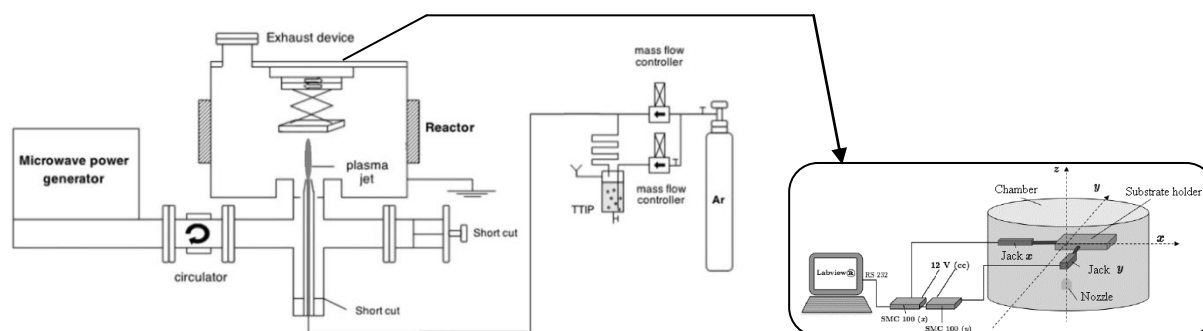 Exhaust device
Reactor
Microwave power
generator
plasma
jet
circulator
Short cut
Short cut
mass flow
controller
mass flow
controller
TTIP
H
Ar
z
y
Chamber
Substrate holder
x
Jack x
Jack y
Nozzle
Labview®
RS 232
12 V (cc)
SMC 100 (x)
SMC 100 (y)